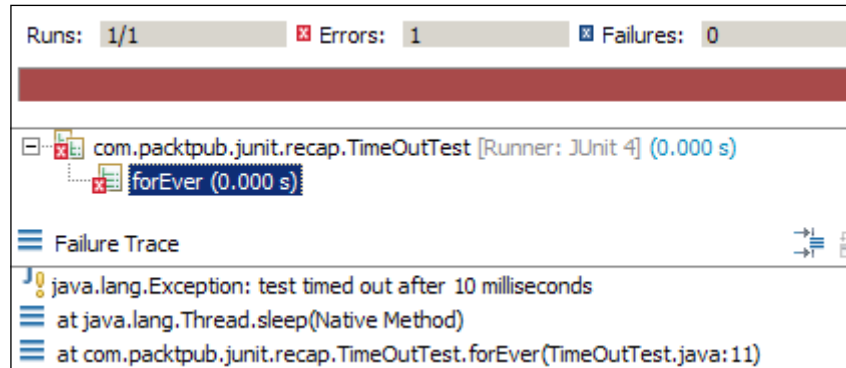 Runs: 1/1 Errors: 1 Failures: 0
com.packtpub.junit.recap.TimeOutTest [Runner: JUnit 4] (0.000 s)
forEver (0.000 s)
Failure Trace
java.lang.Exception: test timed out after 10 milliseconds
at java.lang.Thread.sleep(Native Method)
at com.packtpub.junit.recap.TimeOutTest.forEver(TimeOutTest.java:11)